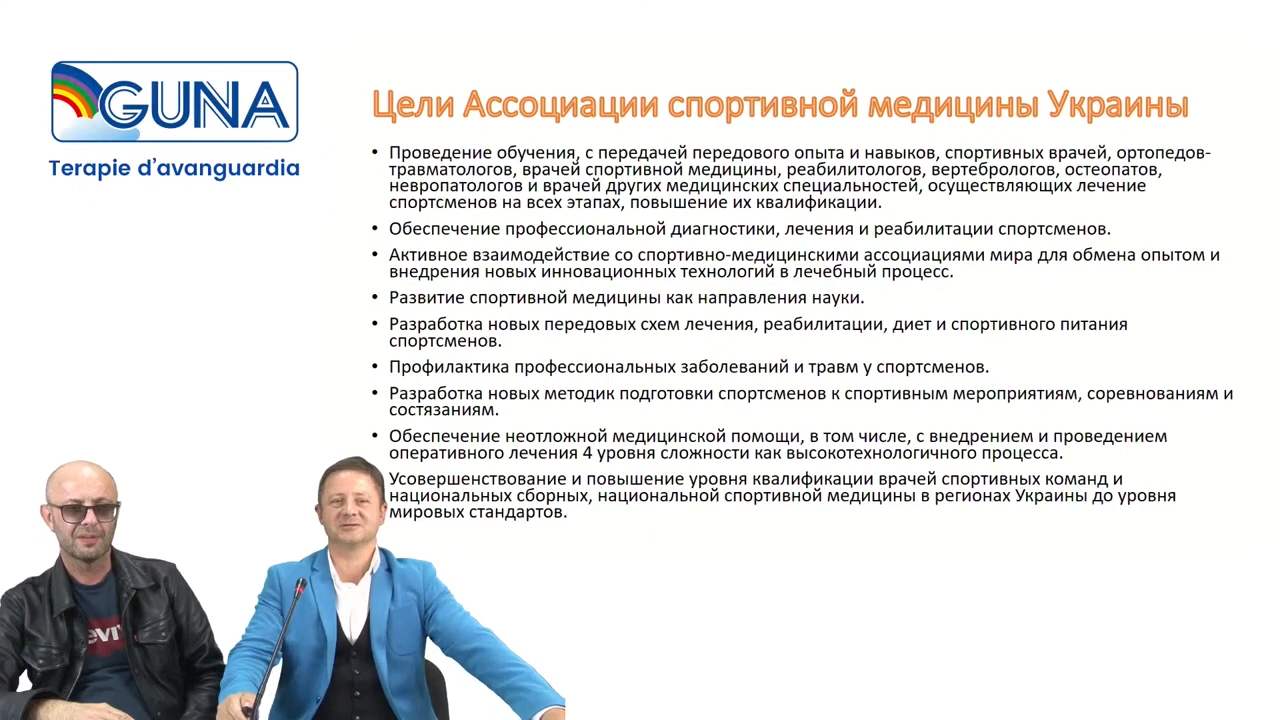 GUNA
Terapie d'avanguardia
Цели Ассоциации спортивной медицины Украины
• Проведение обучения, с передачей передового опыта и навыков, спортивных врачей, ортопедов-
травматологов, врачей спортивной медицины, реабилитологов, вертебрологов, остеопатов,
невропатологов и врачей других медицинских специальностей, осуществляющих лечение
спортсменов на всех этапах, повышение их квалификации.
• Обеспечение профессиональной диагностики, лечения и реабилитации спортсменов.
• Активное взаимодействие со спортивно-медицинскими ассоциациями мира для обмена опытом и
внедрения новых инновационных технологий в лечебный процесс.
• Развитие спортивной медицины как направления науки.
• Разработка новых передовых схем лечения, реабилитации, диет и спортивного питания
спортсменов.
• Профилактика профессиональных заболеваний и травм у спортсменов.
• Разработка новых методик подготовки спортсменов к спортивным мероприятиям, соревнованиям и
состязаниям.
• Обеспечение неотложной медицинской помощи, в том числе, с внедрением и проведением
оперативного лечения 4 уровня сложности как высокотехнологичного процесса.
Усовершенствование и повышение уровня квалификации врачей спортивных команд и
национальных сборных, национальной спортивной медицины в регионах Украины до уровня
мировых стандартов.